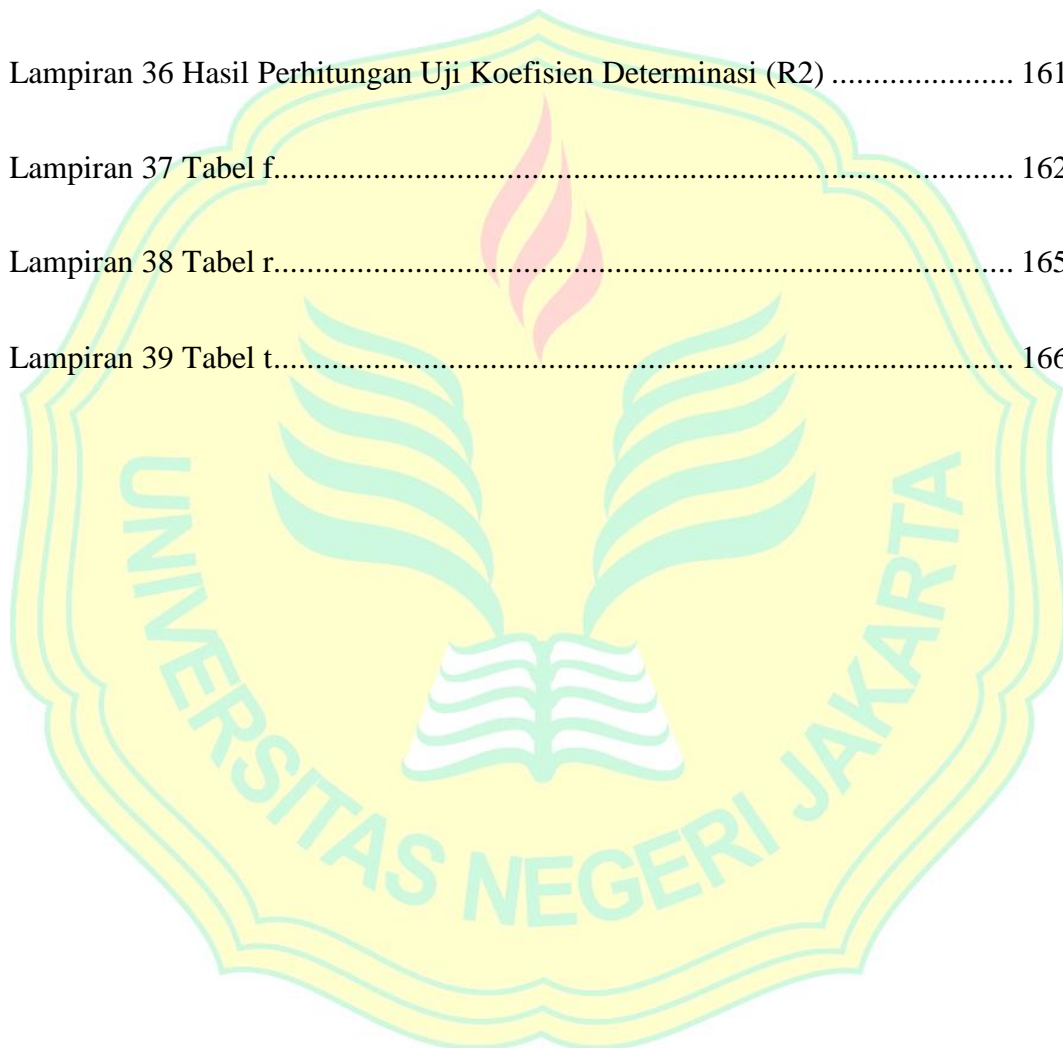 Lampiran 36 Hasil Perhitungan Uji Koefisien Determinasi (R2) ...................... 161
Lampiran 37 Tabel f......................................................................................... 162
Lampiran 38 Tabel r......................................................................................... 165
Lampiran 39 Tabel t......................................................................................... 166
UNIVERSITAS NEGERI JAKARTA